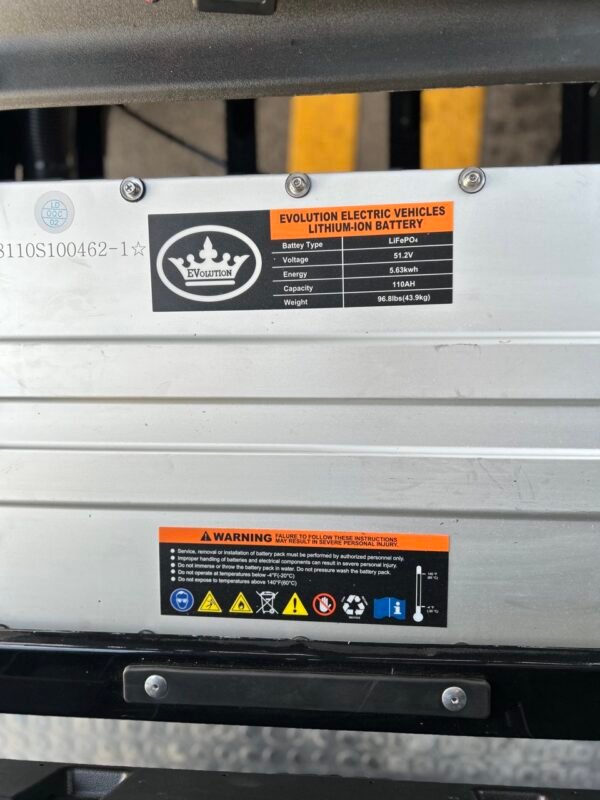 I.D
OQC
02
8110S100462-1☆
EVOLUTION
EVOLUTION ELECTRIC VEHICLES
LITHIUM-ION BATTERY
Battey Type LiFePO₄
Voltage 51.2V
Energy 5.63kwh
Capacity 110AH
Weight 96.8lbs(43.9kg)
WARNING FAILURE TO FOLLOW THESE INSTRUCTIONS
MAY RESULT IN SEVERE PERSONAL INJURY.
Service, removal or installation of battery pack must be performed by authorized personnel only.
Improper handling of batteries and electrical components can result in severe personal injury.
Do not immerse or throw the battery pack in water. Do not pressure wash the battery pack.
Do not operate at temperatures below -4°F(-20°C)
Do not expose to temperatures above 140°F(60°C)